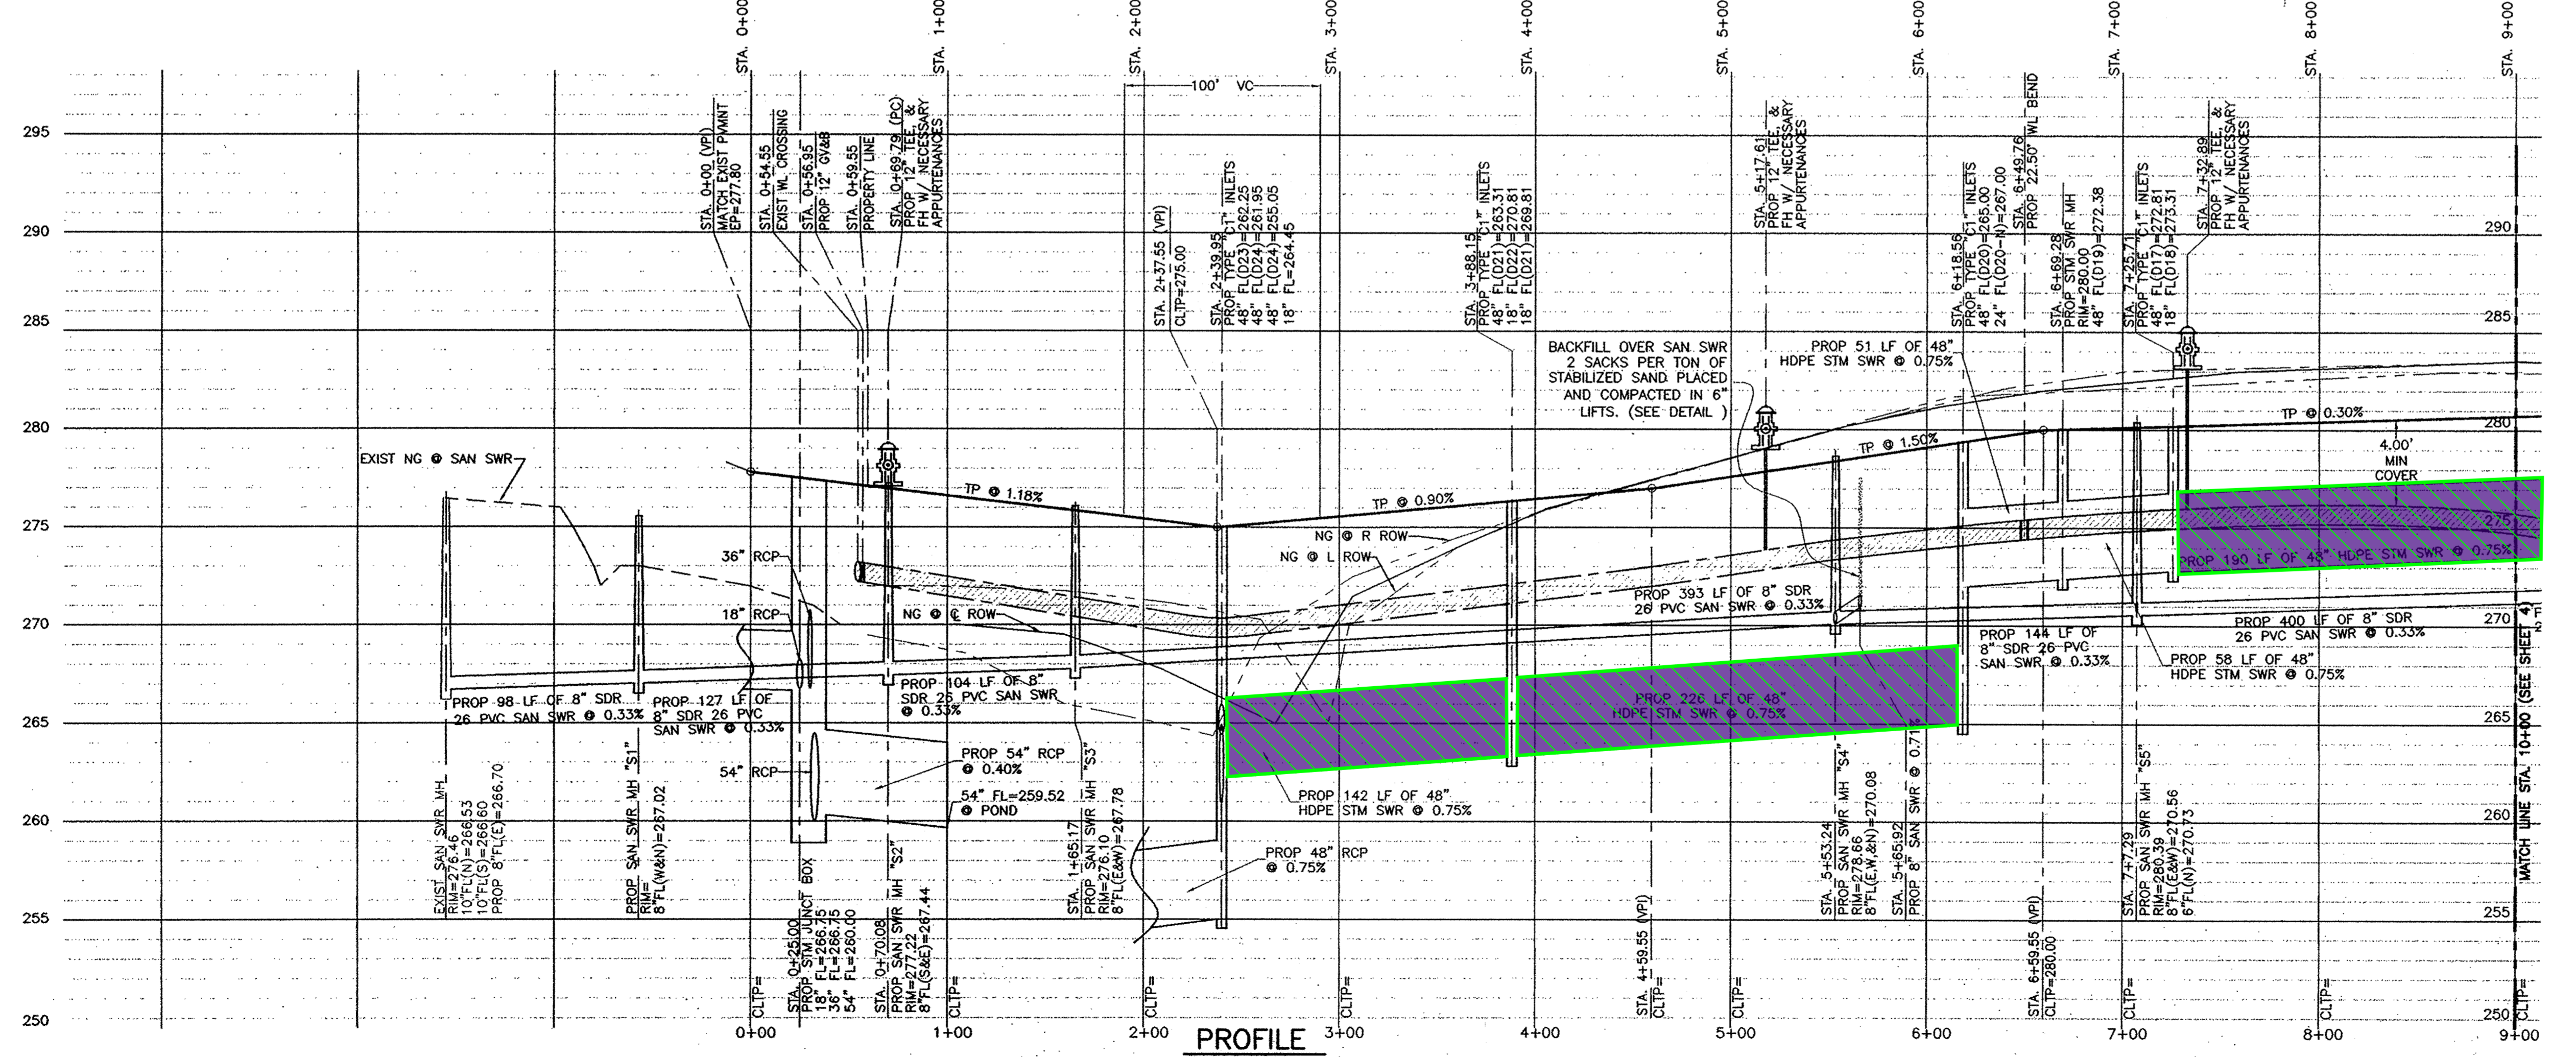 STA. 0+00
STA. 1+00
STA. 2+00
STA. 3+00
STA. 4+00
STA. 5+00
STA. 6+00
STA. 7+00
STA. 8+00
STA. 9+00
295
290
285
280
275
270
265
260
255
250
STA. 0+00 (VPI)
MATCH EXIST PVMNT
EP=277.80
STA. 0+54.55
EXIST WL CROSSING
STA. 0+56.95
PROP 12" GV&B
STA. 0+59.55
PROPERTY LINE
STA. 0+69.79 (PC)
PROP 12" TEE, &
FH W/ NECESSARY
APPURTENANCES
100' VC
STA. 2+37.55 (VPI)
CLTP=275.00
STA. 2+39.95
PROP TYPE "C1" INLETS
48" FL(D23)=262.25
48" FL(D24)=261.95
48" FL(D24)=255.05
18" FL=264.45
STA. 3+88.15
PROP TYPE "C1" INLETS
48" FL(D21)=263.31
18" FL(D22)=270.81
18" FL(D21)=269.81
STA. 5+17.61
PROP 12" TEE, &
FH W/ NECESSARY
APPURTENANCES
STA. 6+18.56
PROP TYPE "C1" INLETS
48" FL(D20)=265.00
24" FL(D20-N)=267.00
STA. 6+49.76
PROP 22.50° WL BEND
STA. 6+69.28
PROP STM SWR MH
RIM=280.00
48" FL(D19)=272.38
STA. 7+25.71
PROP TYPE "C1" INLETS
48" FL(D17)=272.81
18" FL(D18)=273.31
STA. 7+32.89
PROP 12" TEE, &
FH W/ NECESSARY
APPURTENANCES
290
285
280
275
270
265
260
255
250
BACKFILL OVER SAN SWR
2 SACKS PER TON OF
STABILIZED SAND PLACED
AND COMPACTED IN 6"
LIFTS. (SEE DETAIL )
PROP 51 LF OF 48"
HDPE STM SWR @ 0.75%
EXIST NG @ SAN SWR
TP @ 1.18%
TP @ 0.90%
TP @ 1.50%
TP @ 0.30%
4.00'
MIN
COVER
NG @ R ROW
NG @ L ROW
36" RCP
18" RCP
NG @ ℄ ROW
PROP 190 LF OF 48" HDPE STM SWR @ 0.75%
PROP 393 LF OF 8" SDR
26 PVC SAN SWR @ 0.33%
PROP 144 LF OF
8" SDR 26 PVC
SAN SWR @ 0.33%
PROP 400 LF OF 8" SDR
26 PVC SAN SWR @ 0.33%
PROP 58 LF OF 48"
HDPE STM SWR @ 0.75%
PROP 98 LF OF 8" SDR
26 PVC SAN SWR @ 0.33%
PROP 127 LF OF
8" SDR 26 PVC
SAN SWR @ 0.33%
PROP 104 LF OF 8"
SDR 26 PVC SAN SWR
@ 0.33%
PROP 226 LF OF 48"
HDPE STM SWR @ 0.75%
54" RCP
PROP 54" RCP
@ 0.40%
54" FL=259.52
@ POND
PROP 142 LF OF 48"
HDPE STM SWR @ 0.75%
PROP 48" RCP
@ 0.75%
EXIST SAN SWR MH
RIM=276.46
10"FL(N)=266.53
10"FL(S)=266.60
PROP 8"FL(E)=266.70
PROP SAN SWR MH "S1"
RIM=
8"FL(W&N)=267.02
STA. 0+25.00
PROP STM JUNCT BOX
18" FL=266.75
36" FL=266.75
54" FL=260.00
STA. 0+70.08
PROP SAN SWR MH "S2"
RIM=277.22
8"FL(S&E)=267.44
STA. 1+65.17
PROP SAN SWR MH "S3"
RIM=276.10
8"FL(E&W)=267.78
STA. 4+59.55 (VPI)
CLTP=
STA. 5+53.24
PROP SAN SWR MH "S4"
RIM=278.66
8"FL(E,W,&N)=270.08
STA. 5+65.92
PROP 8" SAN SWR @ 0.71%
STA. 6+59.55 (VPI)
CLTP=280.00
STA. 7+7.29
PROP SAN SWR MH "S5"
RIM=280.39
8"FL(E&W)=270.56
6"FL(N)=270.73
MATCH LINE STA. 10+00 (SEE SHEET 4)
CLTP=
CLTP=
CLTP=
CLTP=
CLTP=
CLTP=
CLTP=
CLTP=
0+00
1+00
2+00
3+00
4+00
5+00
6+00
7+00
8+00
9+00
PROFILE